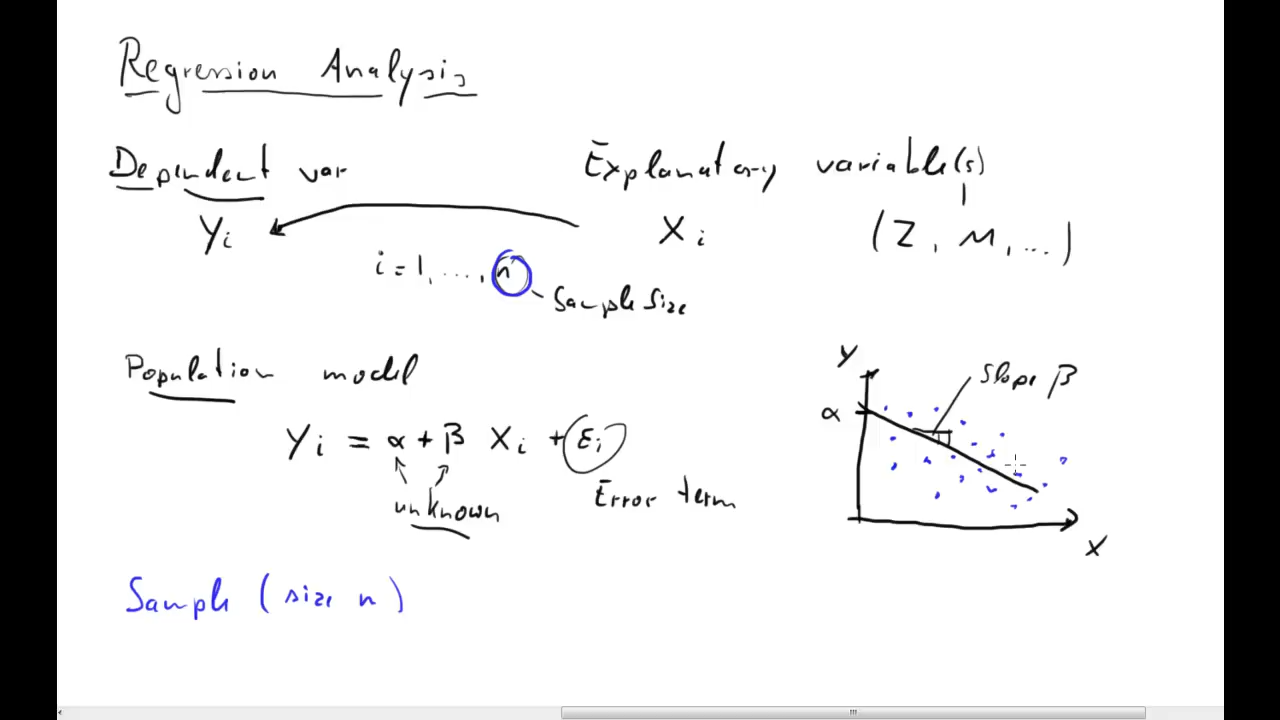 Regression Analysis
Dependent var
Explanatory variable(s)
Yi
Xi
(Z, M, ...)
i = 1, ...., n
Sample size
Population model
Yi = α + β Xi + εi
unknown
Error term
Y
Slope β
α
X
Sample (size n)